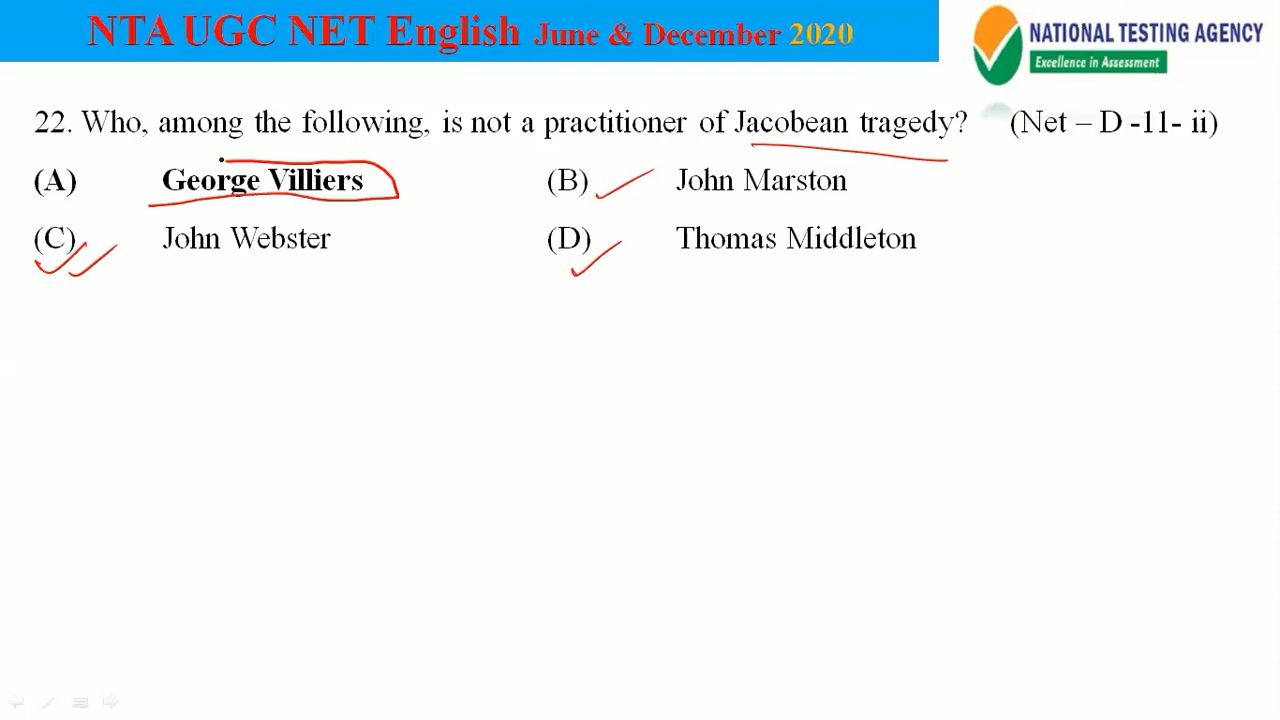 NTA UGC NET English June & December 2020
NATIONAL TESTING AGENCY
Excellence in Assessment
22. Who, among the following, is not a practitioner of Jacobean tragedy? (Net – D -11- ii)
(A) George Villiers (B) John Marston
(C) John Webster (D) Thomas Middleton